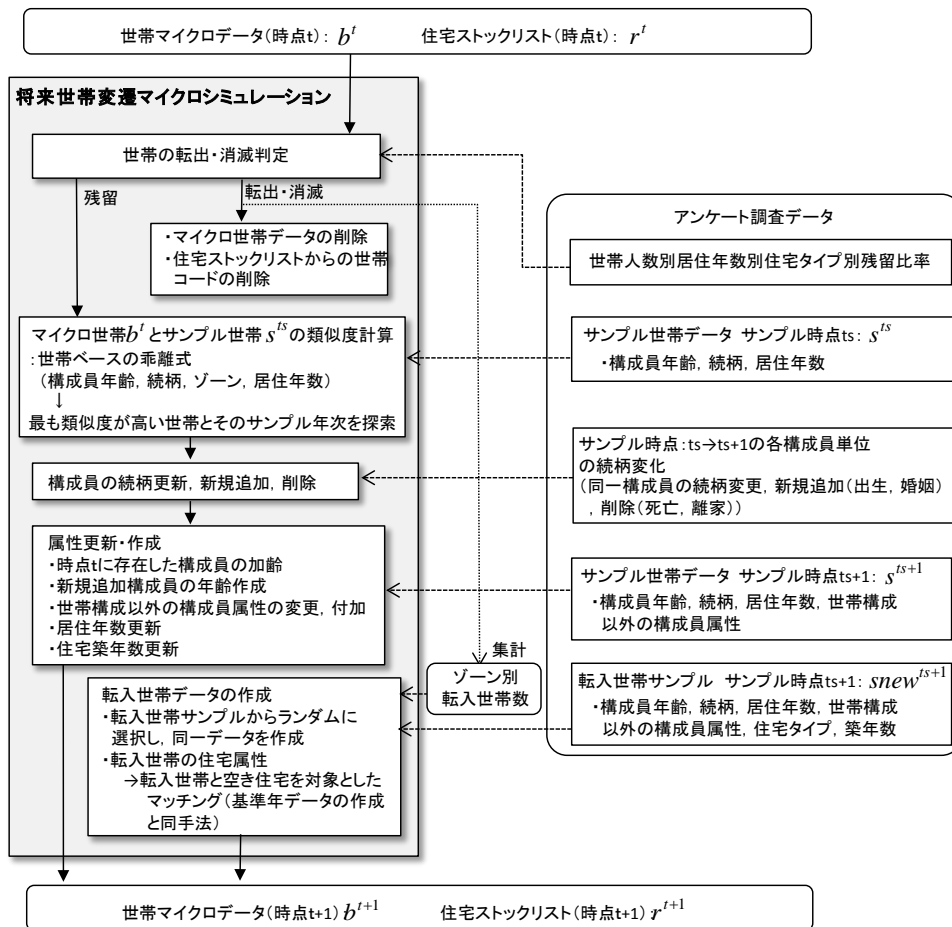 世帯マイクロデータ(時点t): b^t 住宅ストックリスト(時点t): r^t
将来世帯変遷マイクロシミュレーション
世帯の転出・消滅判定
残留
転出・消滅
・マイクロ世帯データの削除
・住宅ストックリストからの世帯
コードの削除
マイクロ世帯b^tとサンプル世帯 s^ts の類似度計算
:世帯ベースの乖離式
(構成員年齢, 続柄, ゾーン, 居住年数)
↓
最も類似度が高い世帯とそのサンプル年次を探索
構成員の続柄更新, 新規追加, 削除
属性更新・作成
・時点tに存在した構成員の加齢
・新規追加構成員の年齢作成
・世帯構成以外の構成員属性の変更, 付加
・居住年数更新
・住宅築年数更新
集計
ゾーン別
転入世帯数
転入世帯データの作成
・転入世帯サンプルからランダムに
選択し, 同一データを作成
・転入世帯の住宅属性
→転入世帯と空き住宅を対象とした
マッチング(基準年データの作成
と同手法)
アンケート調査データ
世帯人数別居住年数別住宅タイプ別残留比率
サンプル世帯データ サンプル時点ts: s^ts
・構成員年齢, 続柄, 居住年数
サンプル時点:ts→ts+1の各構成員単位
の続柄変化
(同一構成員の続柄変更, 新規追加(出生, 婚姻)
, 削除(死亡, 離家))
サンプル世帯データ サンプル時点ts+1: s^ts+1
・構成員年齢, 続柄, 居住年数, 世帯構成
以外の構成員属性
転入世帯サンプル サンプル時点ts+1: snew^ts+1
・構成員年齢, 続柄, 居住年数, 世帯構成
以外の構成員属性, 住宅タイプ, 築年数
世帯マイクロデータ(時点t+1) b^t+1 住宅ストックリスト(時点t+1) r^t+1